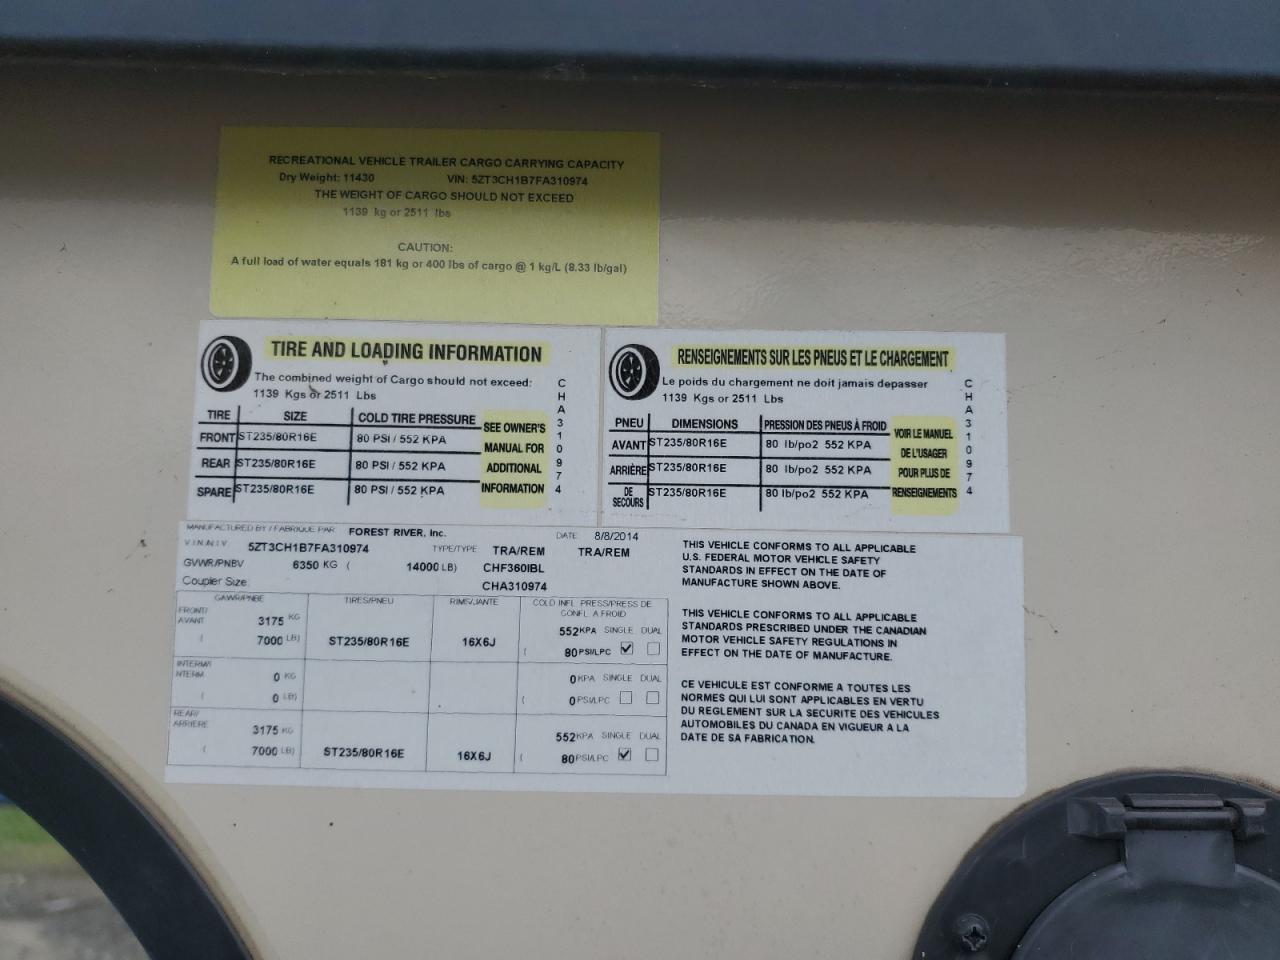 RECREATIONAL VEHICLE TRAILER CARGO CARRYING CAPACITY
Dry Weight: 11430 VIN: 5ZT3CH1B7FA310974
THE WEIGHT OF CARGO SHOULD NOT EXCEED
1139 kg or 2511 lbs
CAUTION:
A full load of water equals 181 kg or 400 lbs of cargo @ 1 kg/L (8.33 lb/gal)
TIRE AND LOADING INFORMATION
The combined weight of Cargo should not exceed:
1139 Kgs or 2511 Lbs
TIRE SIZE COLD TIRE PRESSURE
FRONT ST235/80R16E 80 PSI / 552 KPA
REAR ST235/80R16E 80 PSI / 552 KPA
SPARE ST235/80R16E 80 PSI / 552 KPA
SEE OWNER'S
MANUAL FOR
ADDITIONAL
INFORMATION
CHA310974
RENSEIGNEMENTS SUR LES PNEUS ET LE CHARGEMENT
Le poids du chargement ne doit jamais depasser
1139 Kgs or 2511 Lbs
PNEU DIMENSIONS PRESSION DES PNEUS À FROID
AVANT ST235/80R16E 80 lb/po2 552 KPA
ARRIÈRE ST235/80R16E 80 lb/po2 552 KPA
DE SECOURS ST235/80R16E 80 lb/po2 552 KPA
VOIR LE MANUEL
DE L'USAGER
POUR PLUS DE
RENSEIGNEMENTS
CHA310974
MANUFACTURED BY / FABRIQUE PAR FOREST RIVER, Inc. DATE 8/8/2014
V.I.N./N.I.V. 5ZT3CH1B7FA310974 TYPE/TYPE TRA/REM TRA/REM
GVWR/PNBV 6350 KG ( 14000 LB) CHF360IBL
Coupler Size: CHA310974
GAWR/PNBE TIRES/PNEU RIMS/JANTE COLD INFL. PRESS/PRESS DE
GONFL A FROID
FRONT/
AVANT 3175 KG 552 KPA SINGLE DUAL
( 7000 LB) ST235/80R16E 16X6J ( 80 PSI/LPC
INTERM/
INTERM 0 KG 0 KPA SINGLE DUAL
( 0 LB) ( 0 PSI/LPC
REAR/
ARRIERE 3175 KG 552 KPA SINGLE DUAL
( 7000 LB) ST235/80R16E 16X6J ( 80 PSI/LPC
THIS VEHICLE CONFORMS TO ALL APPLICABLE
U.S. FEDERAL MOTOR VEHICLE SAFETY
STANDARDS IN EFFECT ON THE DATE OF
MANUFACTURE SHOWN ABOVE.
THIS VEHICLE CONFORMS TO ALL APPLICABLE
STANDARDS PRESCRIBED UNDER THE CANADIAN
MOTOR VEHICLE SAFETY REGULATIONS IN
EFFECT ON THE DATE OF MANUFACTURE.
CE VEHICULE EST CONFORME A TOUTES LES
NORMES QUI LUI SONT APPLICABLES EN VERTU
DU REGLEMENT SUR LA SECURITE DES VEHICULES
AUTOMOBILES DU CANADA EN VIGUEUR A LA
DATE DE SA FABRICATION.